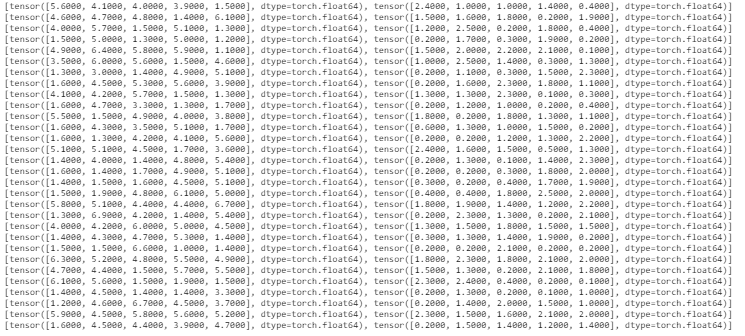 [tensor([5.6000, 4.1000, 4.0000, 3.9000, 1.5000], dtype=torch.float64), tensor([2.4000, 1.0000, 1.0000, 1.4000, 0.4000], dtype=torch.float64)]
[tensor([4.6000, 4.7000, 4.8000, 1.4000, 6.1000], dtype=torch.float64), tensor([1.5000, 1.6000, 1.8000, 0.2000, 1.9000], dtype=torch.float64)]
[tensor([4.0000, 5.7000, 1.5000, 5.1000, 1.3000], dtype=torch.float64), tensor([1.2000, 2.5000, 0.2000, 1.8000, 0.4000], dtype=torch.float64)]
[tensor([1.5000, 5.0000, 1.3000, 5.0000, 1.2000], dtype=torch.float64), tensor([0.2000, 1.7000, 0.3000, 1.9000, 0.2000], dtype=torch.float64)]
[tensor([4.9000, 6.4000, 5.8000, 5.9000, 1.1000], dtype=torch.float64), tensor([1.5000, 2.0000, 2.2000, 2.1000, 0.1000], dtype=torch.float64)]
[tensor([3.5000, 6.0000, 5.6000, 1.5000, 4.6000], dtype=torch.float64), tensor([1.0000, 2.5000, 1.4000, 0.3000, 1.3000], dtype=torch.float64)]
[tensor([1.3000, 3.0000, 1.4000, 4.9000, 5.1000], dtype=torch.float64), tensor([0.2000, 1.1000, 0.3000, 1.5000, 2.3000], dtype=torch.float64)]
[tensor([1.6000, 4.5000, 5.3000, 5.6000, 3.9000], dtype=torch.float64), tensor([0.2000, 1.6000, 2.3000, 1.8000, 1.1000], dtype=torch.float64)]
[tensor([4.1000, 4.2000, 5.7000, 1.5000, 1.3000], dtype=torch.float64), tensor([1.3000, 1.3000, 2.3000, 0.1000, 0.3000], dtype=torch.float64)]
[tensor([1.6000, 4.7000, 3.3000, 1.3000, 1.7000], dtype=torch.float64), tensor([0.2000, 1.2000, 1.0000, 0.2000, 0.4000], dtype=torch.float64)]
[tensor([5.5000, 1.5000, 4.9000, 4.0000, 3.8000], dtype=torch.float64), tensor([1.8000, 0.2000, 1.8000, 1.3000, 1.1000], dtype=torch.float64)]
[tensor([1.6000, 4.3000, 3.5000, 5.1000, 1.7000], dtype=torch.float64), tensor([0.6000, 1.3000, 1.0000, 1.5000, 0.2000], dtype=torch.float64)]
[tensor([1.6000, 1.3000, 4.2000, 4.1000, 5.6000], dtype=torch.float64), tensor([0.2000, 0.2000, 1.2000, 1.3000, 2.2000], dtype=torch.float64)]
[tensor([5.1000, 5.1000, 4.5000, 1.7000, 3.6000], dtype=torch.float64), tensor([2.4000, 1.6000, 1.5000, 0.5000, 1.3000], dtype=torch.float64)]
[tensor([1.4000, 4.0000, 1.4000, 4.8000, 5.4000], dtype=torch.float64), tensor([0.2000, 1.3000, 0.1000, 1.4000, 2.3000], dtype=torch.float64)]
[tensor([1.6000, 1.4000, 1.7000, 4.9000, 5.1000], dtype=torch.float64), tensor([0.2000, 0.2000, 0.3000, 1.8000, 2.0000], dtype=torch.float64)]
[tensor([1.4000, 1.5000, 1.6000, 4.5000, 5.1000], dtype=torch.float64), tensor([0.3000, 0.2000, 0.4000, 1.7000, 1.9000], dtype=torch.float64)]
[tensor([1.5000, 1.9000, 4.8000, 6.1000, 5.0000], dtype=torch.float64), tensor([0.4000, 0.4000, 1.8000, 2.5000, 2.0000], dtype=torch.float64)]
[tensor([5.8000, 5.1000, 4.4000, 4.4000, 6.7000], dtype=torch.float64), tensor([1.8000, 1.9000, 1.4000, 1.2000, 2.2000], dtype=torch.float64)]
[tensor([1.3000, 6.9000, 4.2000, 1.4000, 5.4000], dtype=torch.float64), tensor([0.2000, 2.3000, 1.3000, 0.2000, 2.1000], dtype=torch.float64)]
[tensor([4.0000, 4.2000, 6.0000, 5.0000, 4.5000], dtype=torch.float64), tensor([1.3000, 1.5000, 1.8000, 1.5000, 1.5000], dtype=torch.float64)]
[tensor([1.4000, 4.3000, 4.7000, 5.3000, 1.4000], dtype=torch.float64), tensor([0.3000, 1.3000, 1.4000, 1.9000, 0.2000], dtype=torch.float64)]
[tensor([1.5000, 1.5000, 6.6000, 1.0000, 1.4000], dtype=torch.float64), tensor([0.2000, 0.2000, 2.1000, 0.2000, 0.2000], dtype=torch.float64)]
[tensor([6.3000, 5.2000, 5.5000, 4.8000, 4.9000], dtype=torch.float64), tensor([1.8000, 2.3000, 1.8000, 1.8000, 2.0000], dtype=torch.float64)]
[tensor([4.7000, 4.4000, 1.5000, 5.7000, 5.5000], dtype=torch.float64), tensor([1.5000, 1.3000, 0.2000, 2.1000, 1.8000], dtype=torch.float64)]
[tensor([6.1000, 5.6000, 1.5000, 1.9000, 1.5000], dtype=torch.float64), tensor([2.3000, 2.4000, 0.4000, 0.2000, 0.1000], dtype=torch.float64)]
[tensor([1.4000, 4.5000, 1.4000, 1.4000, 3.3000], dtype=torch.float64), tensor([0.2000, 1.3000, 0.2000, 0.1000, 1.0000], dtype=torch.float64)]
[tensor([1.2000, 4.6000, 6.7000, 4.5000, 3.7000], dtype=torch.float64), tensor([0.2000, 1.4000, 2.0000, 1.5000, 1.0000], dtype=torch.float64)]
[tensor([5.9000, 4.5000, 5.8000, 5.6000, 5.2000], dtype=torch.float64), tensor([2.3000, 1.5000, 1.6000, 2.1000, 2.0000], dtype=torch.float64)]
[tensor([1.6000, 4.5000, 4.4000, 3.9000, 4.7000], dtype=torch.float64), tensor([0.2000, 1.5000, 1.4000, 1.2000, 1.4000], dtype=torch.float64)]